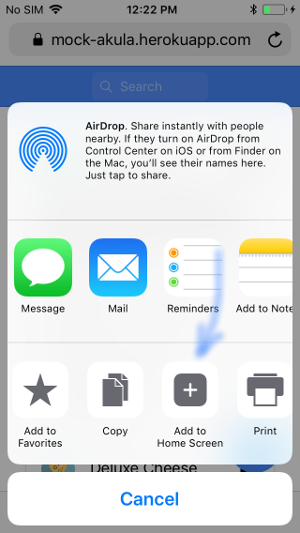 No SIM 12:22 PM
mock-akula.herokuapp.com
Search
AirDrop. Share instantly with people
nearby. If they turn on AirDrop from
Control Center on iOS or from Finder on
the Mac, you'll see their names here.
Just tap to share.
Message Mail Reminders Add to Note
Add to
Favorites
Copy
Add to
Home Screen
Print
Deluxe Cheese
Cancel